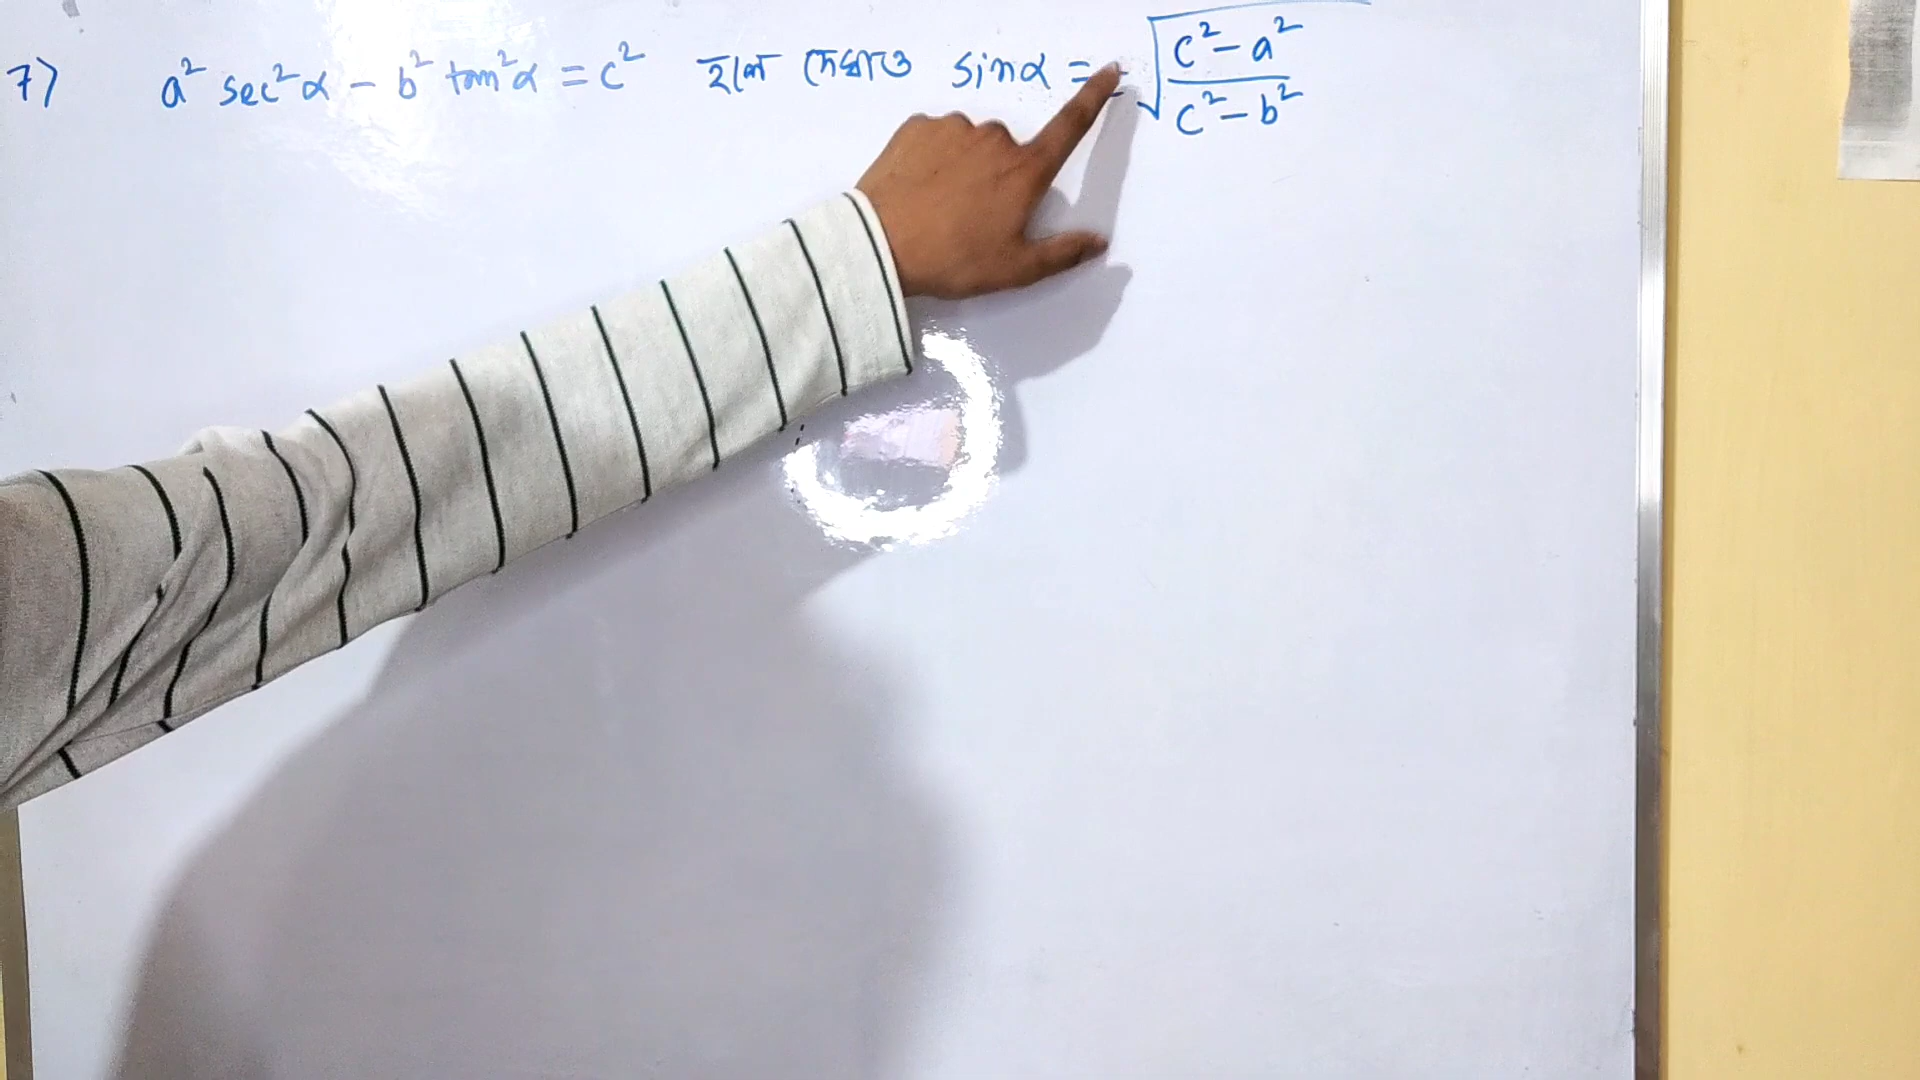 7) a² sec²α − b² tan²α = c² হলে দেখাও sinα = ± √((c² − a²)/(c² − b²))